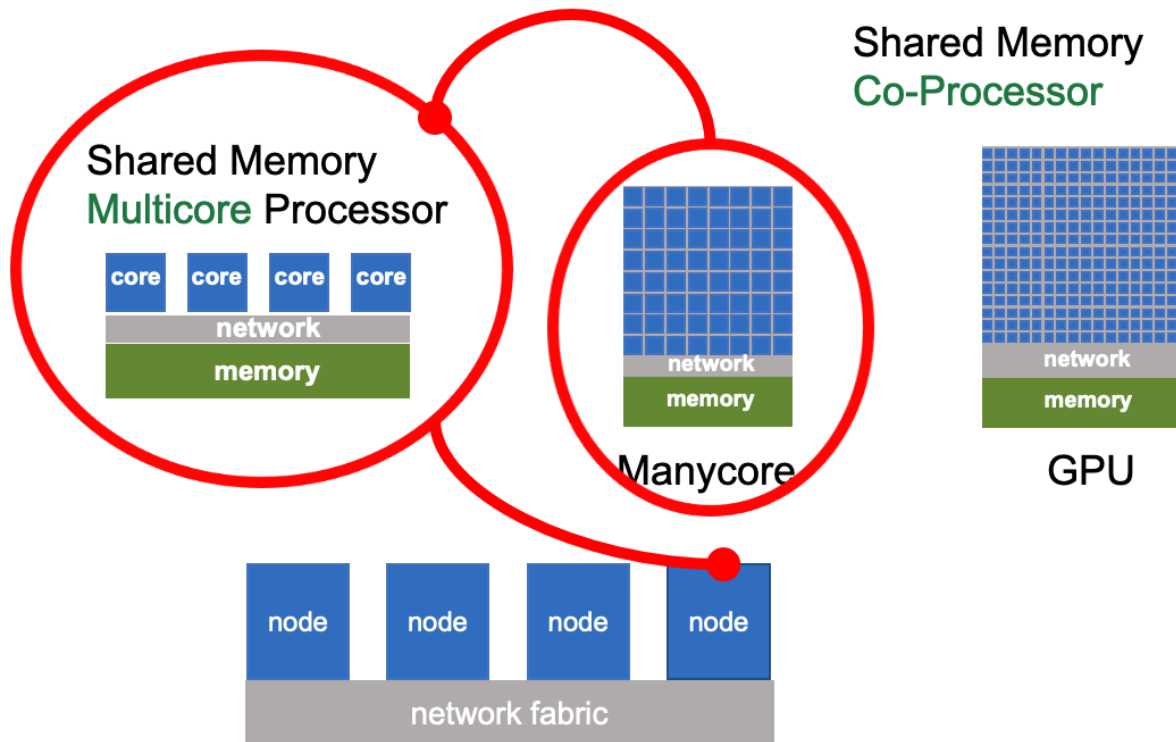 Shared Memory
Co-Processor
Shared Memory
Multicore Processor
core core core core
network
memory
network
memory
Manycore
network
memory
GPU
node node node node
network fabric